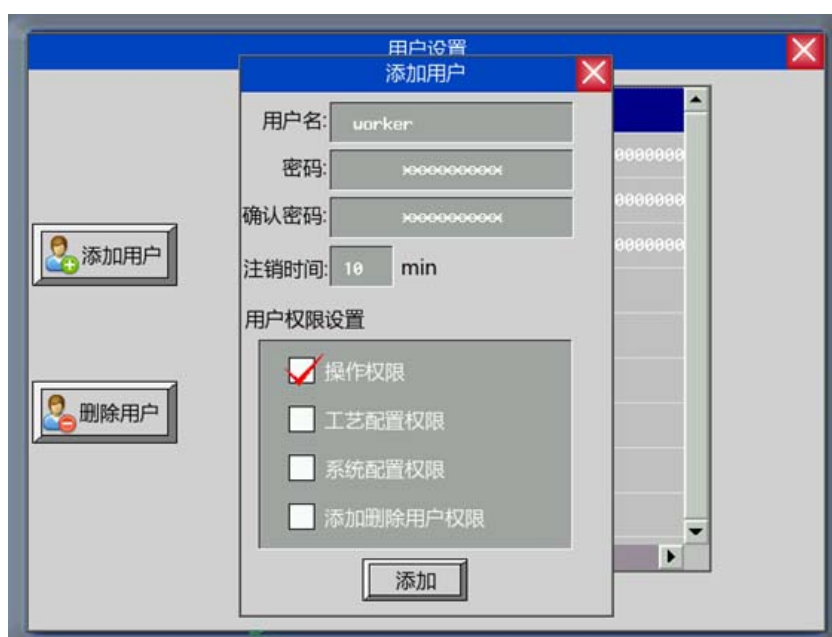 用户设置
添加用户
用户名: worker
密码: ***********
确认密码: ***********
注销时间: 10 min
用户权限设置
操作权限
工艺配置权限
系统配置权限
添加删除用户权限
添加
添加用户
删除用户
0000000
0000000
0000000